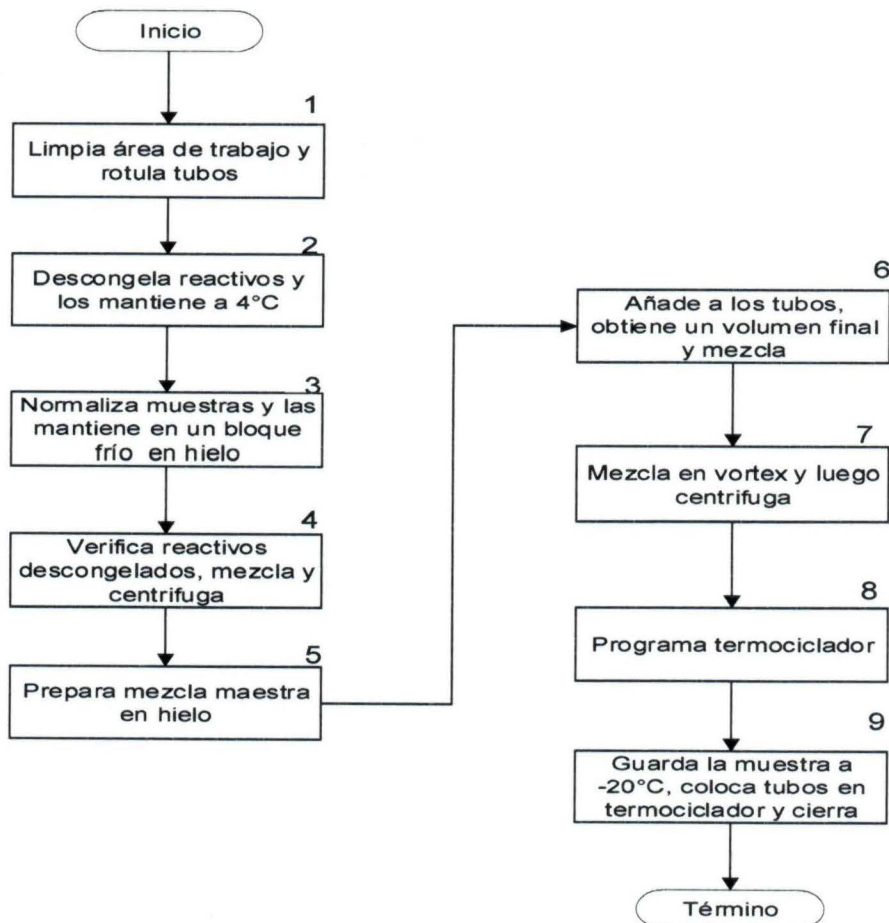 Inicio
1
Limpia área de trabajo y
rotula tubos
2
Descongela reactivos y
los mantiene a 4°C
3
Normaliza muestras y las
mantiene en un bloque
frío en hielo
4
Verifica reactivos
descongelados, mezcla y
centrifuga
5
Prepara mezcla maestra
en hielo
6
Añade a los tubos,
obtiene un volumen final
y mezcla
7
Mezcla en vortex y luego
centrifuga
8
Programa termociclador
9
Guarda la muestra a
-20°C, coloca tubos en
termociclador y cierra
Término